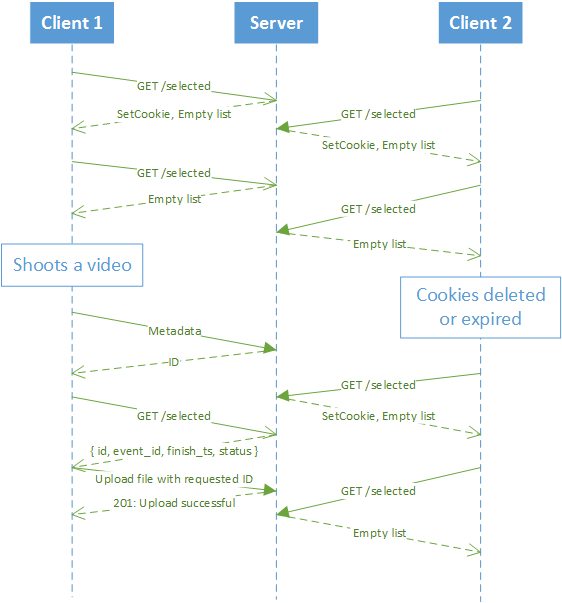 Client 1
Server
Client 2
GET /selected
GET /selected
SetCookie, Empty list
SetCookie, Empty list
GET /selected
Empty list
GET /selected
Empty list
Shoots a video
Cookies deleted
or expired
Metadata
ID
GET /selected
GET /selected
SetCookie, Empty list
{ id, event_id, finish_ts, status }
Upload file with requested ID
GET /selected
201: Upload successful
Empty list